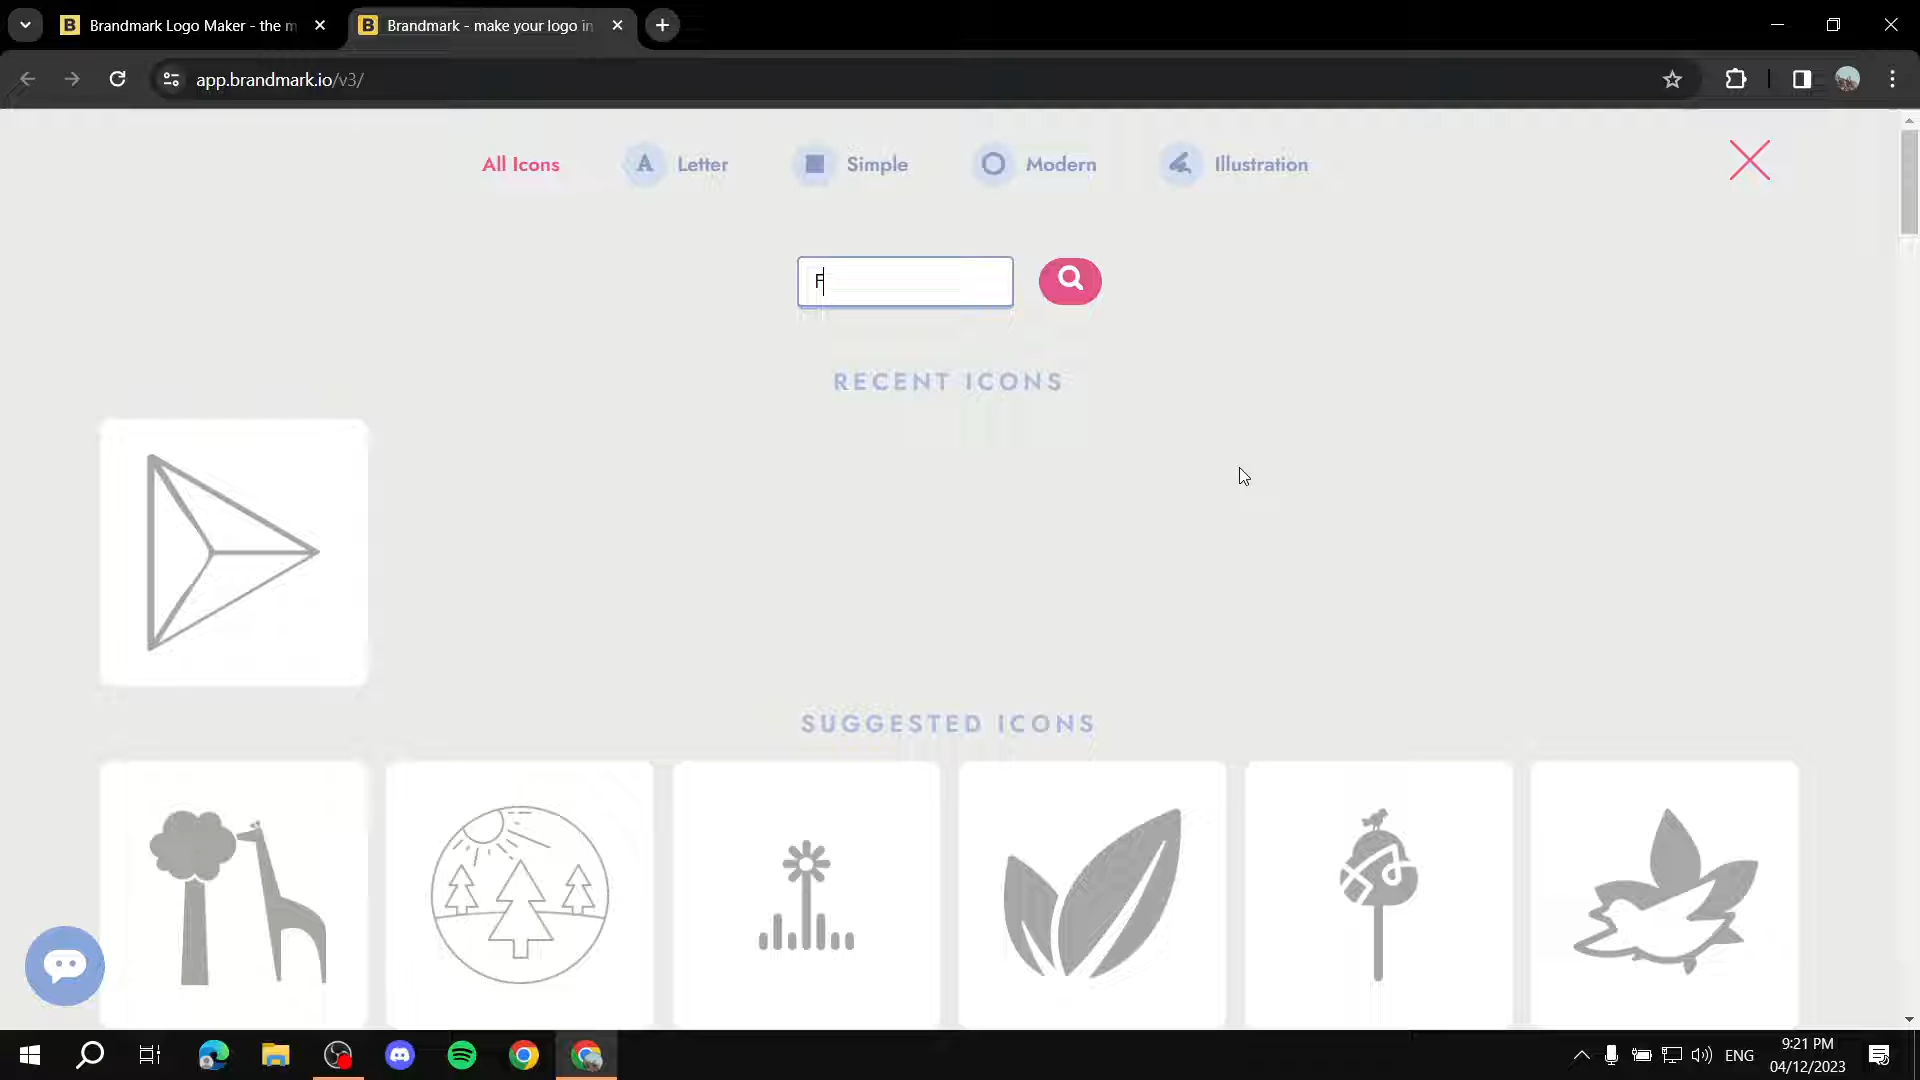 Brandmark Logo Maker - the m
Brandmark - make your logo in
app.brandmark.io/v3/
All Icons
A Letter
Simple
Modern
Illustration
F
RECENT ICONS
SUGGESTED ICONS
ENG
9:21 PM
04/12/2023